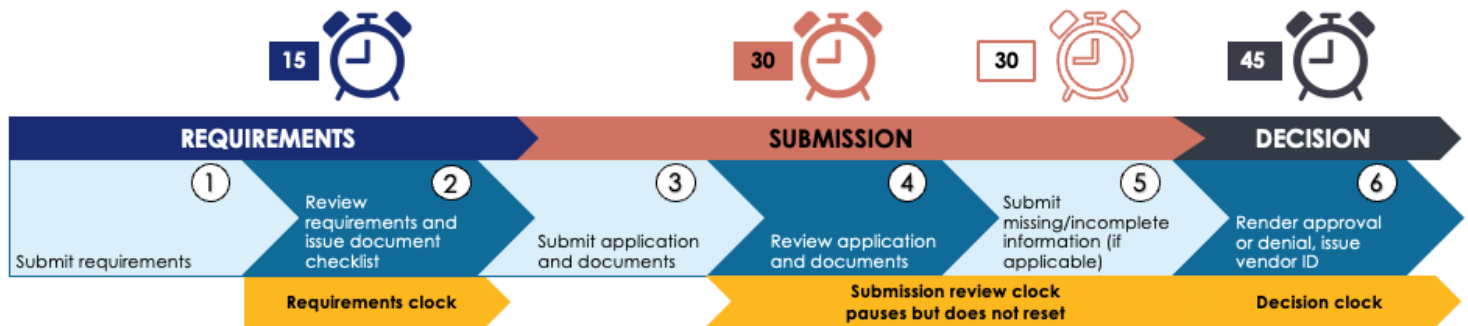 15
30
30
45
REQUIREMENTS
SUBMISSION
DECISION
1
Submit requirements
2
Review
requirements and
issue document
checklist
3
Submit application
and documents
4
Review application
and documents
5
Submit
missing/incomplete
information (if
applicable)
6
Render approval
or denial, issue
vendor ID
Requirements clock
Submission review clock
pauses but does not reset
Decision clock